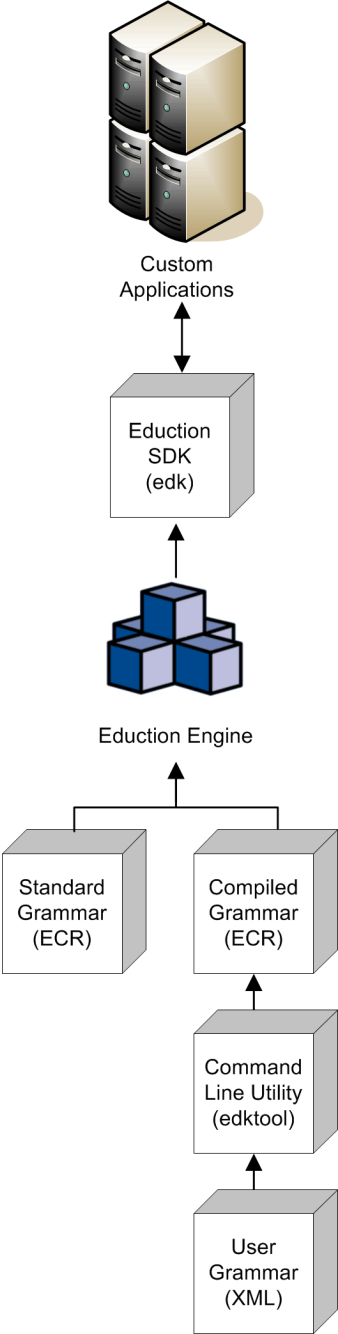 Custom
Applications
Eduction
SDK
(edk)
Eduction Engine
Standard
Grammar
(ECR)
Compiled
Grammar
(ECR)
Command
Line Utility
(edktool)
User
Grammar
(XML)